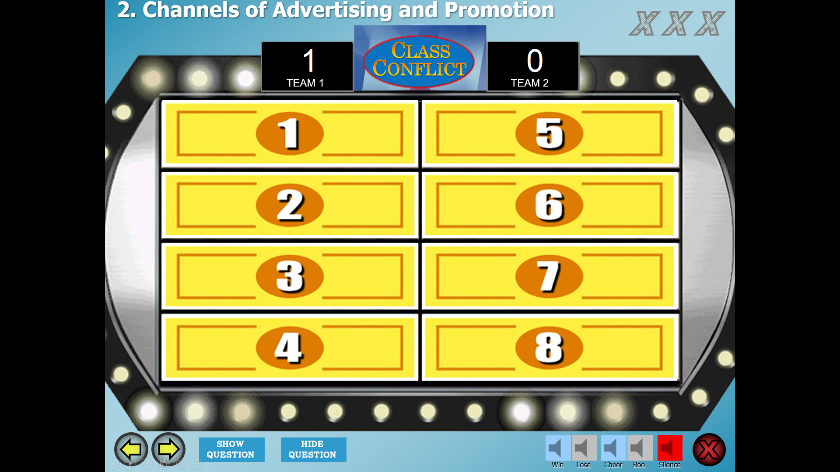 2. Channels of Advertising and Promotion
X X X
1
TEAM 1
CLASS
CONFLICT
0
TEAM 2
1
5
2
6
3
7
4
8
SHOW
QUESTION
HIDE
QUESTION
X
Win
Lose
Cheer
Boo
Silence